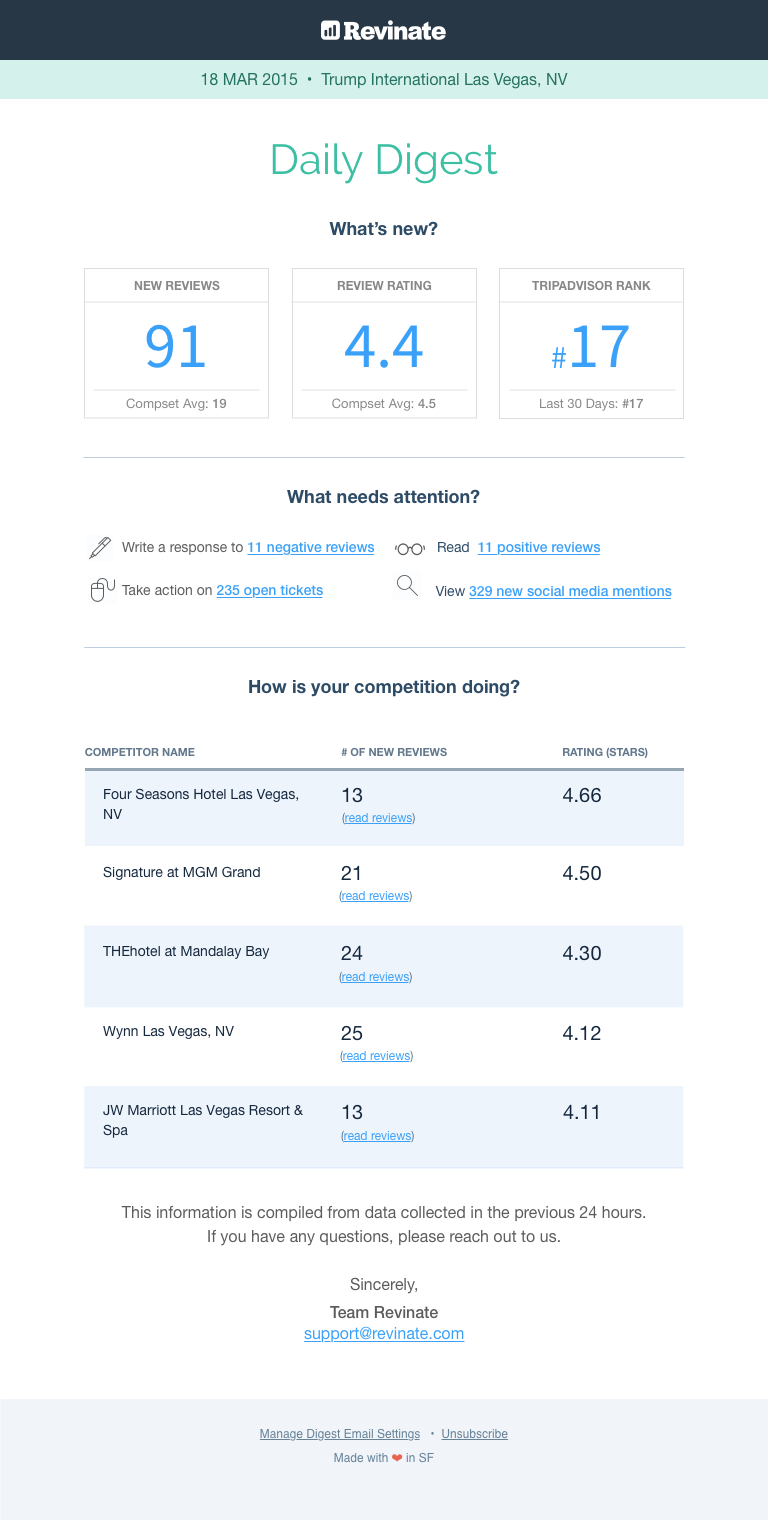 Revinate
18 MAR 2015 • Trump International Las Vegas, NV
Daily Digest
What's new?
NEW REVIEWS
91
Compset Avg: 19
REVIEW RATING
4.4
Compset Avg: 4.5
TRIPADVISOR RANK
#17
Last 30 Days: #17
What needs attention?
Write a response to 11 negative reviews
Read 11 positive reviews
Take action on 235 open tickets
View 329 new social media mentions
How is your competition doing?
COMPETITOR NAME # OF NEW REVIEWS RATING (STARS)
Four Seasons Hotel Las Vegas, 13 4.66
NV (read reviews)
Signature at MGM Grand 21 4.50
(read reviews)
THEhotel at Mandalay Bay 24 4.30
(read reviews)
Wynn Las Vegas, NV 25 4.12
(read reviews)
JW Marriott Las Vegas Resort & 13 4.11
Spa (read reviews)
This information is compiled from data collected in the previous 24 hours.
If you have any questions, please reach out to us.
Sincerely,
Team Revinate
support@revinate.com
Manage Digest Email Settings • Unsubscribe
Made with ❤ in SF